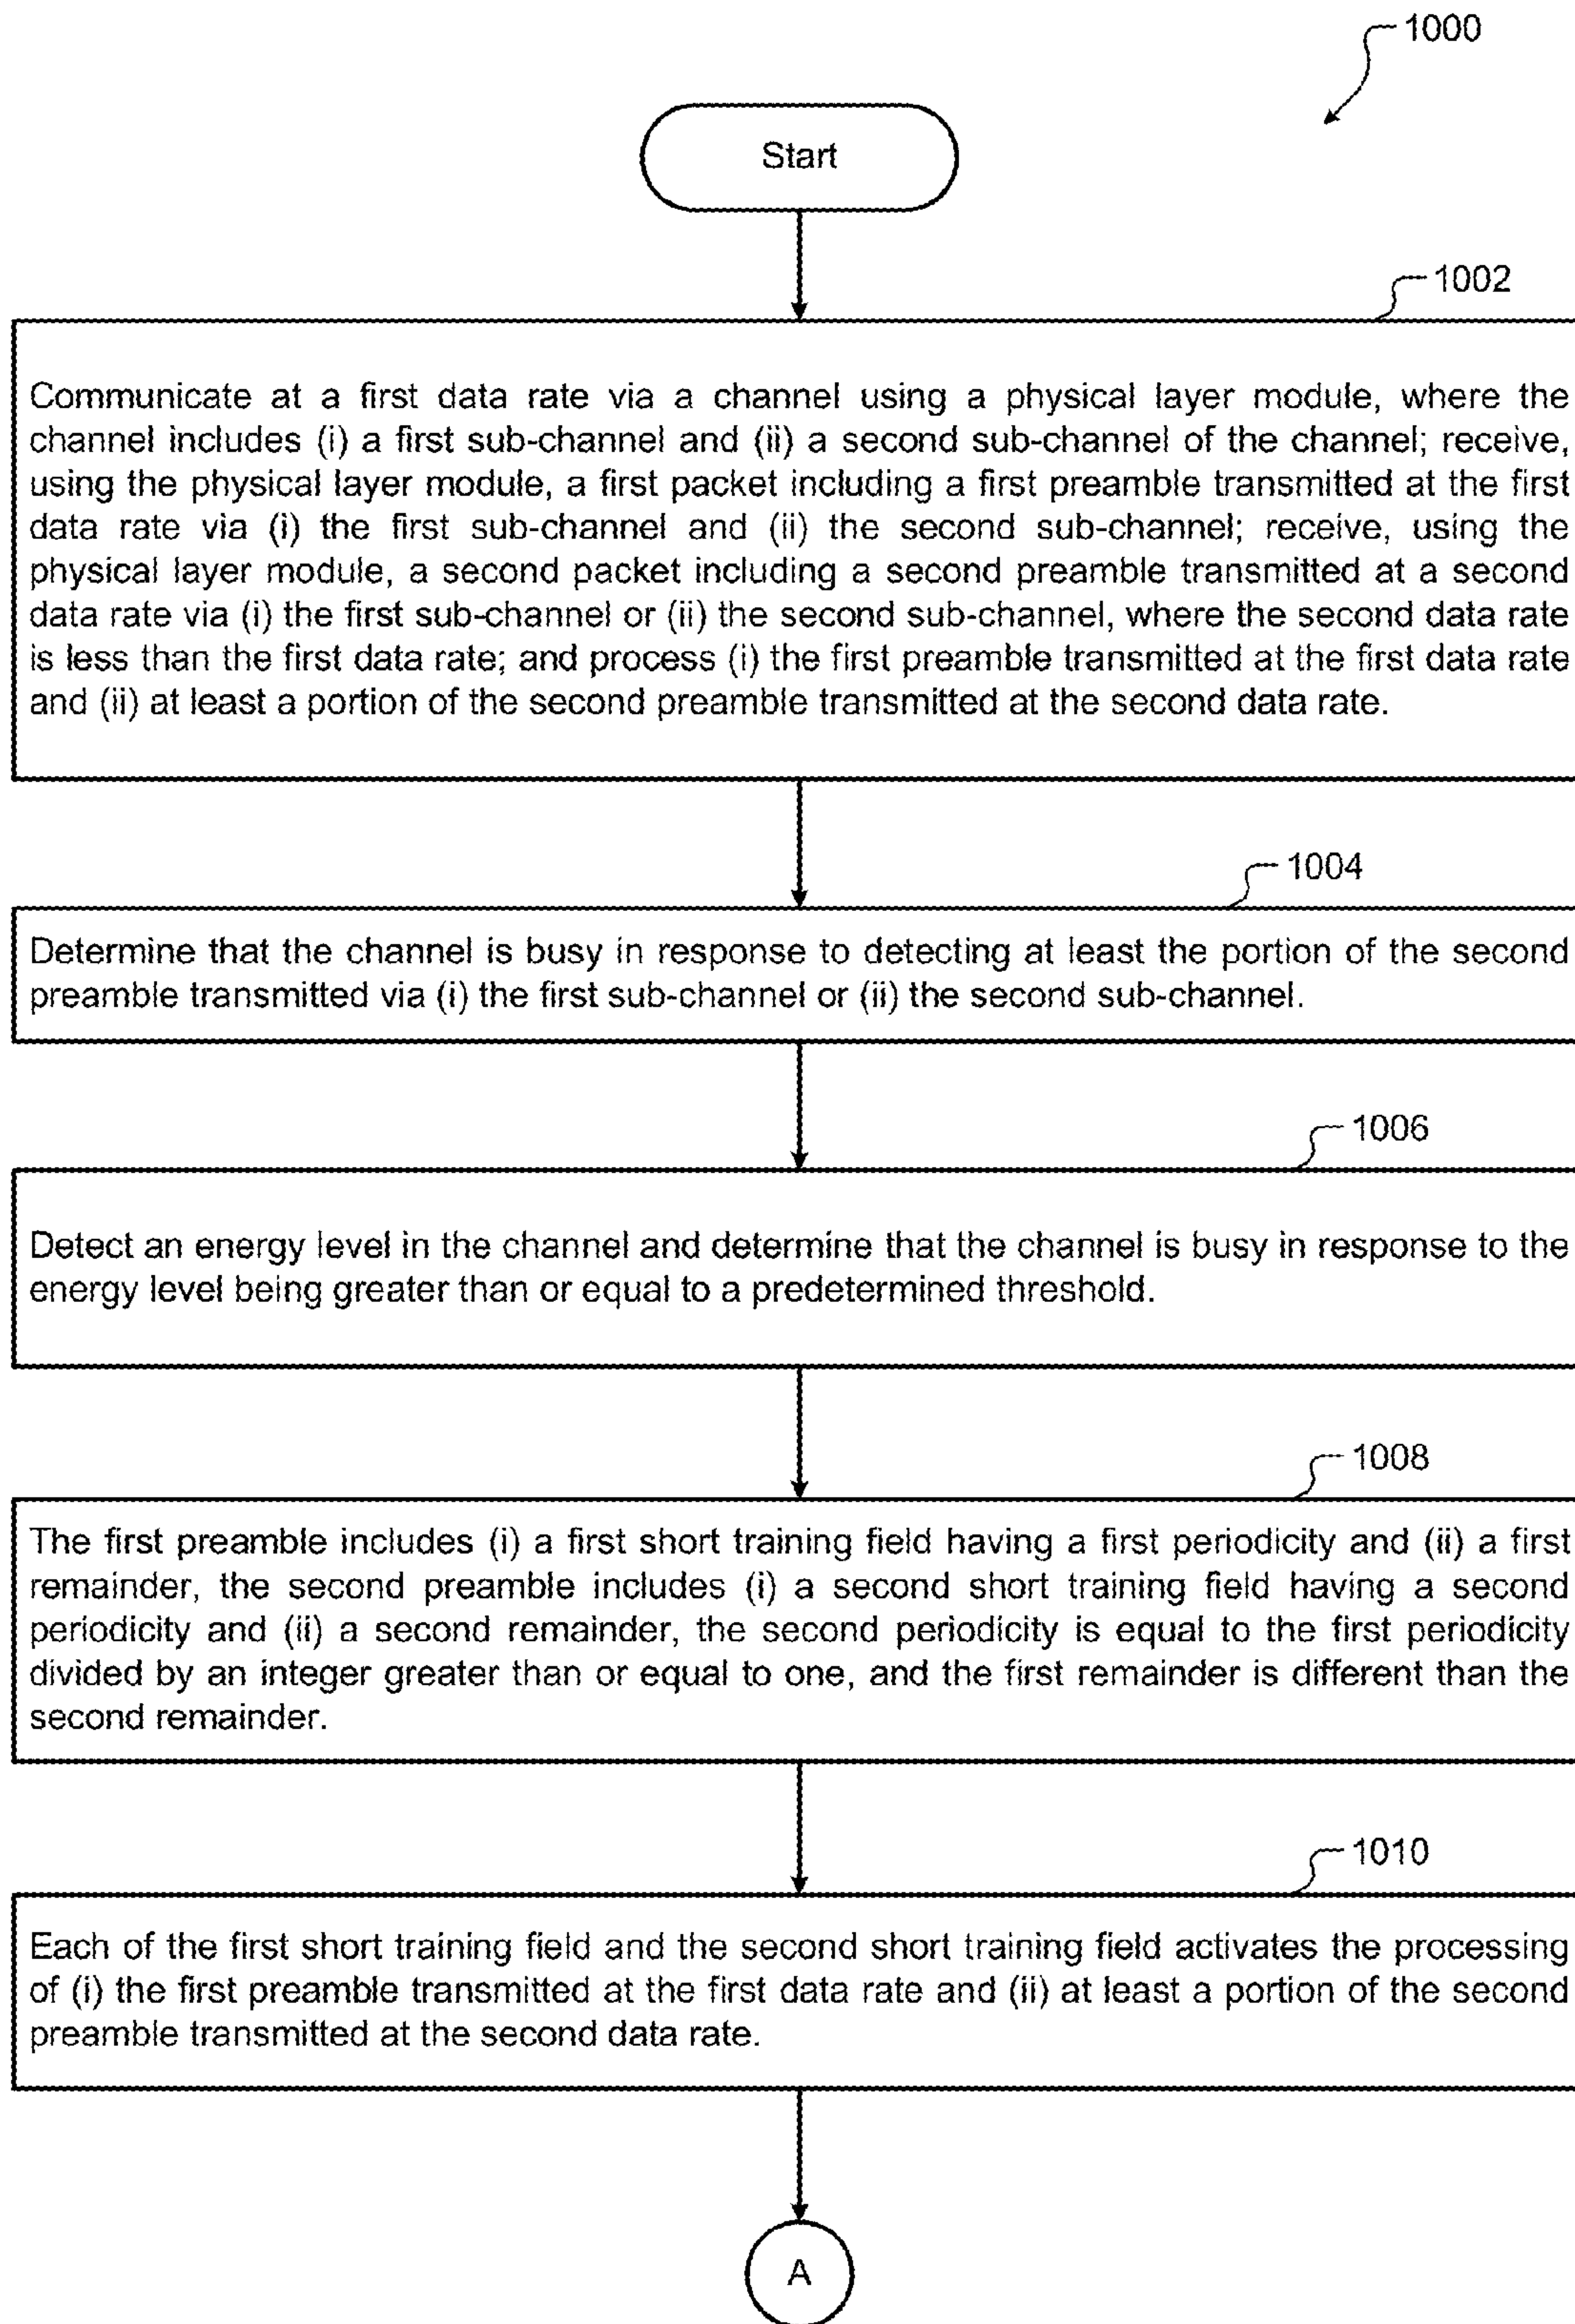 1000
Start
1002
Communicate at a first data rate via a channel using a physical layer module, where the
channel includes (i) a first sub-channel and (ii) a second sub-channel of the channel; receive,
using the physical layer module, a first packet including a first preamble transmitted at the first
data rate via (i) the first sub-channel and (ii) the second sub-channel; receive, using the
physical layer module, a second packet including a second preamble transmitted at a second
data rate via (i) the first sub-channel or (ii) the second sub-channel, where the second data rate
is less than the first data rate; and process (i) the first preamble transmitted at the first data rate
and (ii) at least a portion of the second preamble transmitted at the second data rate.
1004
Determine that the channel is busy in response to detecting at least the portion of the second
preamble transmitted via (i) the first sub-channel or (ii) the second sub-channel.
1006
Detect an energy level in the channel and determine that the channel is busy in response to the
energy level being greater than or equal to a predetermined threshold.
1008
The first preamble includes (i) a first short training field having a first periodicity and (ii) a first
remainder, the second preamble includes (i) a second short training field having a second
periodicity and (ii) a second remainder, the second periodicity is equal to the first periodicity
divided by an integer greater than or equal to one, and the first remainder is different than the
second remainder.
1010
Each of the first short training field and the second short training field activates the processing
of (i) the first preamble transmitted at the first data rate and (ii) at least a portion of the second
preamble transmitted at the second data rate.
A